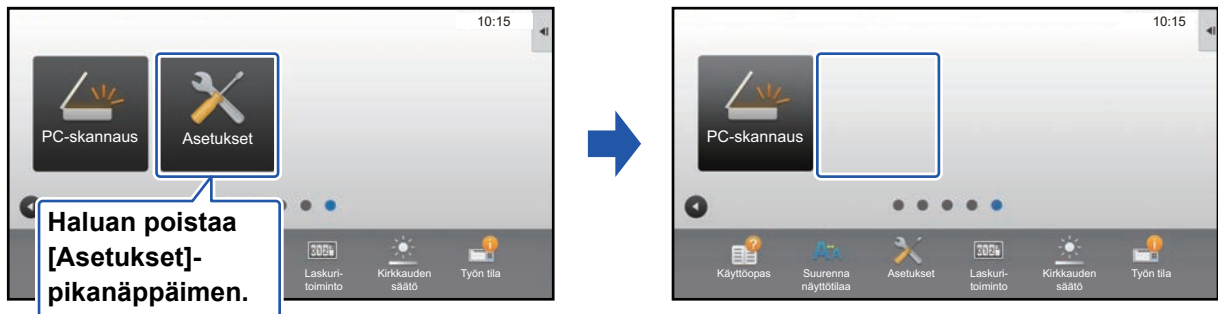 10:15
PC-skannaus
Asetukset
Haluan poistaa
[Asetukset]-
pikanäppäimen.
Laskuri-
toiminto
Kirkkauden
säätö
Työn tila
10:15
PC-skannaus
Käyttöopas
Suurenna
näyttötilaa
Asetukset
Laskuri-
toiminto
Kirkkauden
säätö
Työn tila